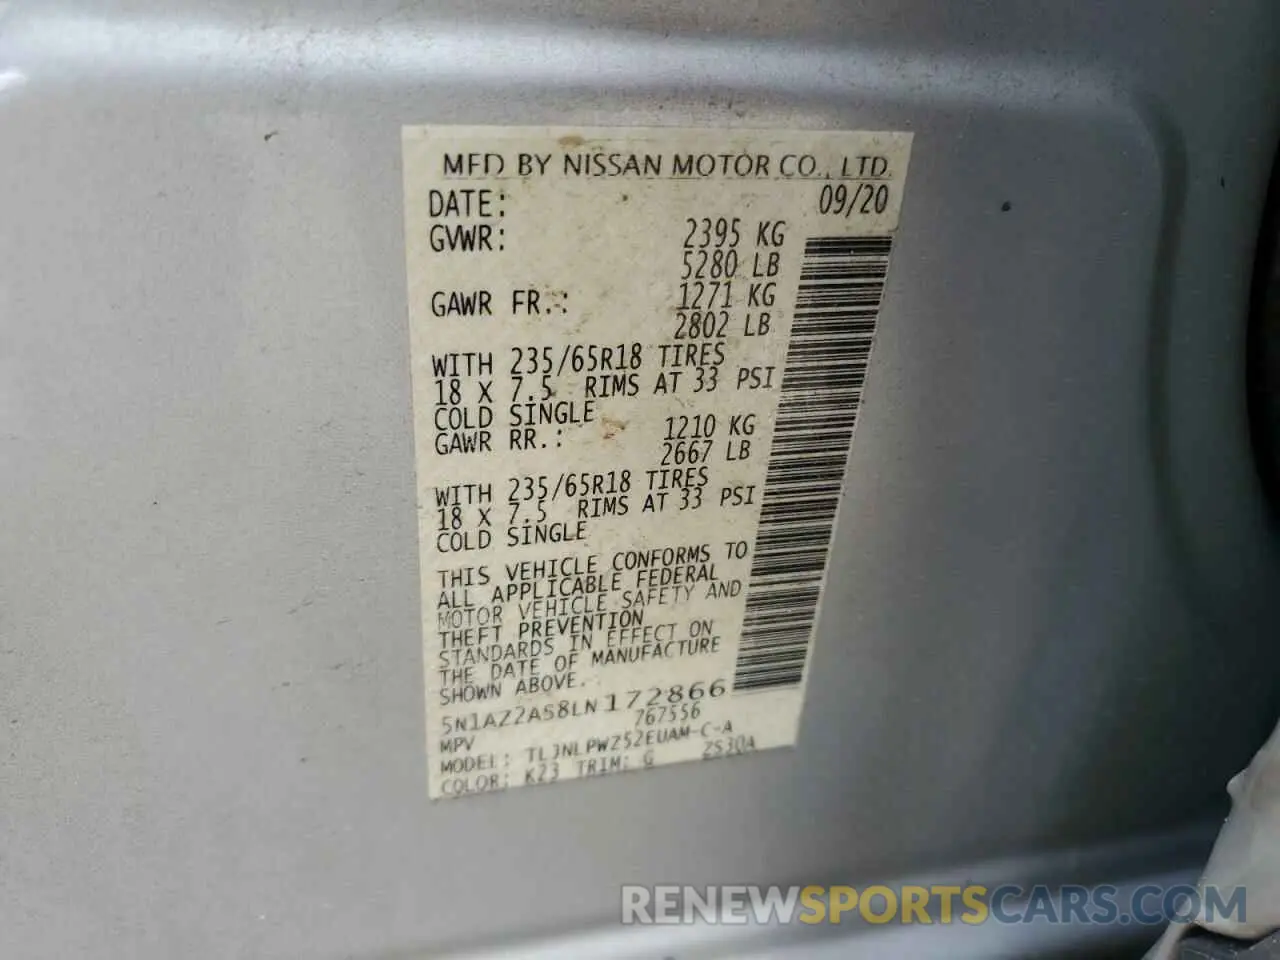 MFD BY NISSAN MOTOR CO., LTD.
DATE: 09/20
GVWR: 2395 KG
5280 LB
GAWR FR.: 1271 KG
2802 LB
WITH 235/65R18 TIRES
18 X 7.5 RIMS AT 33 PSI
COLD SINGLE
GAWR RR.: 1210 KG
2667 LB
WITH 235/65R18 TIRES
18 X 7.5 RIMS AT 33 PSI
COLD SINGLE
THIS VEHICLE CONFORMS TO
ALL APPLICABLE FEDERAL
MOTOR VEHICLE SAFETY AND
THEFT PREVENTION
STANDARDS IN EFFECT ON
THE DATE OF MANUFACTURE
SHOWN ABOVE.
5N1AZ2AS8LN172866
767556
MPV
MODEL: TLJNLPWZ52EUAM-C-A
COLOR: K23 TRIM: G ZS30A
RENEWSPORTSCARS.COM